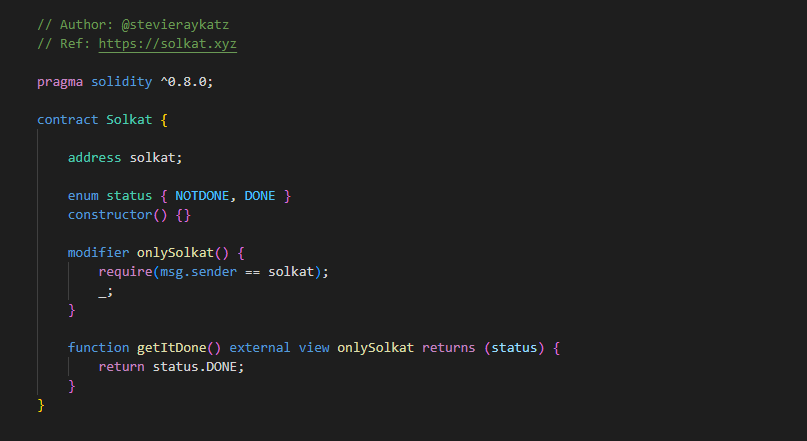 // Author: @stevieraykatz
// Ref: https://solkat.xyz
pragma solidity ^0.8.0;
contract Solkat {
address solkat;
enum status { NOTDONE, DONE }
constructor() {}
modifier onlySolkat() {
require(msg.sender == solkat);
_;
}
function getItDone() external view onlySolkat returns (status) {
return status.DONE;
}
}